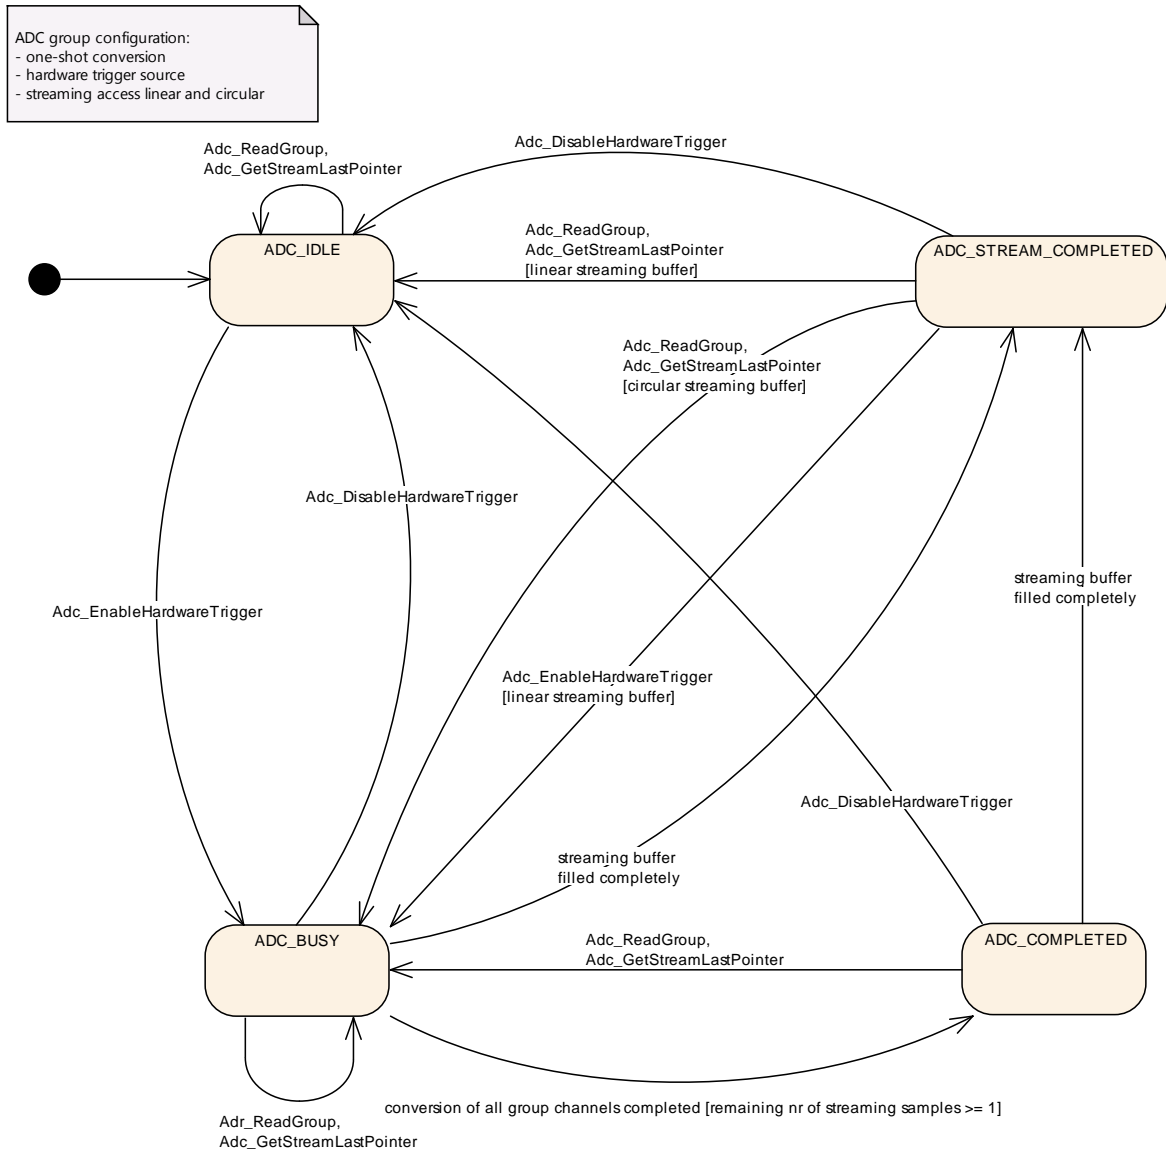 ADC group configuration:
- one-shot conversion
- hardware trigger source
- streaming access linear and circular
Adc_ReadGroup,
Adc_GetStreamLastPointer
Adc_DisableHardwareTrigger
ADC_IDLE
Adc_ReadGroup,
Adc_GetStreamLastPointer
[linear streaming buffer]
ADC_STREAM_COMPLETED
Adc_ReadGroup,
Adc_GetStreamLastPointer
[circular streaming buffer]
Adc_DisableHardwareTrigger
streaming buffer
filled completely
Adc_EnableHardwareTrigger
Adc_EnableHardwareTrigger
[linear streaming buffer]
Adc_DisableHardwareTrigger
streaming buffer
filled completely
ADC_BUSY
Adc_ReadGroup,
Adc_GetStreamLastPointer
ADC_COMPLETED
conversion of all group channels completed [remaining nr of streaming samples >= 1]
Adr_ReadGroup,
Adc_GetStreamLastPointer